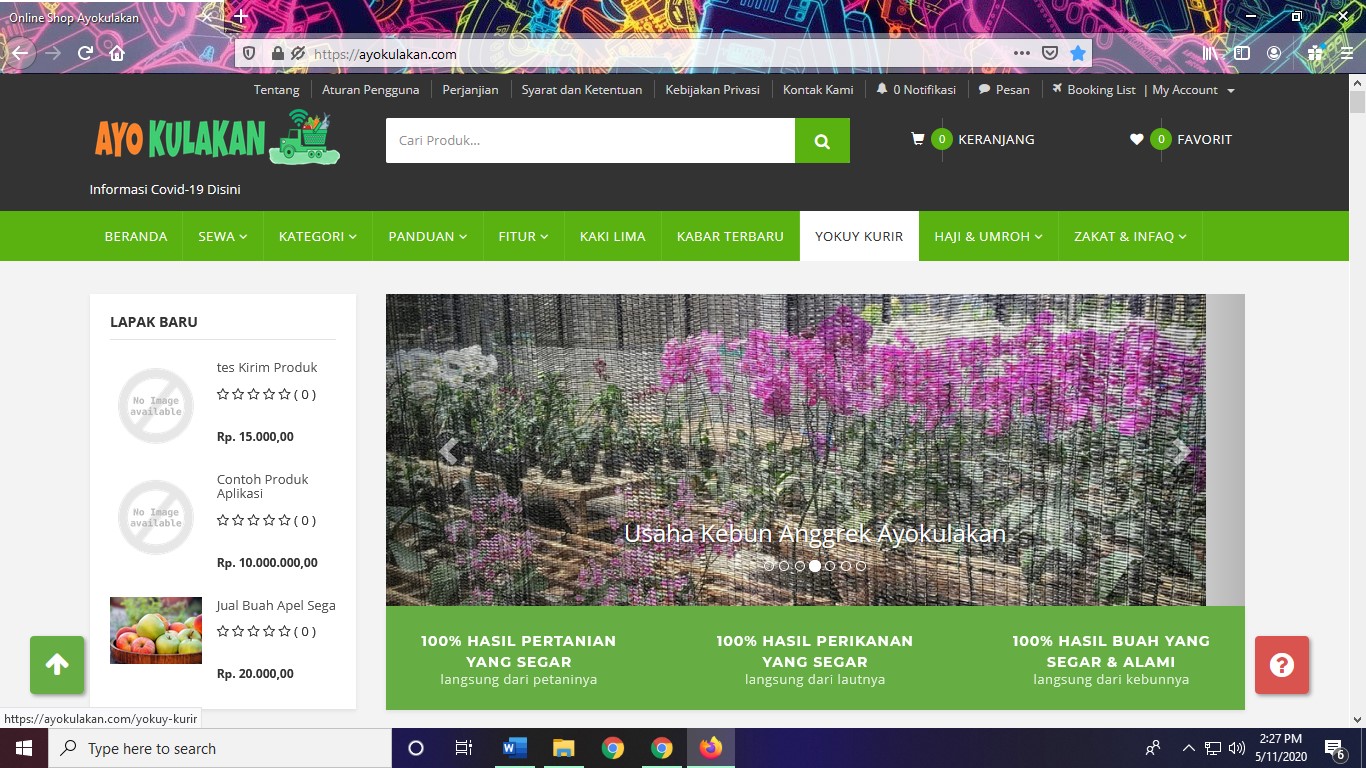 Online Shop Ayokulakan
https://ayokulakan.com
Tentang
Aturan Pengguna
Perjanjian
Syarat dan Ketentuan
Kebijakan Privasi
Kontak Kami
0 Notifikasi
Pesan
Booking List
| My Account
AYO KULAKAN
Cari Produk...
0 KERANJANG
0 FAVORIT
Informasi Covid-19 Disini
BERANDA
SEWA
KATEGORI
PANDUAN
FITUR
KAKI LIMA
KABAR TERBARU
YOKUY KURIR
HAJI & UMROH
ZAKAT & INFAQ
LAPAK BARU
No Image
available
tes Kirim Produk
( 0 )
Rp. 15.000,00
No Image
available
Contoh Produk
Aplikasi
( 0 )
Rp. 10.000.000,00
Jual Buah Apel Sega
( 0 )
Rp. 20.000,00
Usaha Kebun Anggrek Ayokulakan
100% HASIL PERTANIAN
YANG SEGAR
langsung dari petaninya
100% HASIL PERIKANAN
YANG SEGAR
langsung dari lautnya
100% HASIL BUAH YANG
SEGAR & ALAMI
langsung dari kebunnya
https://ayokulakan.com/yokuy-kurir
Type here to search
2:27 PM
5/11/2020
6